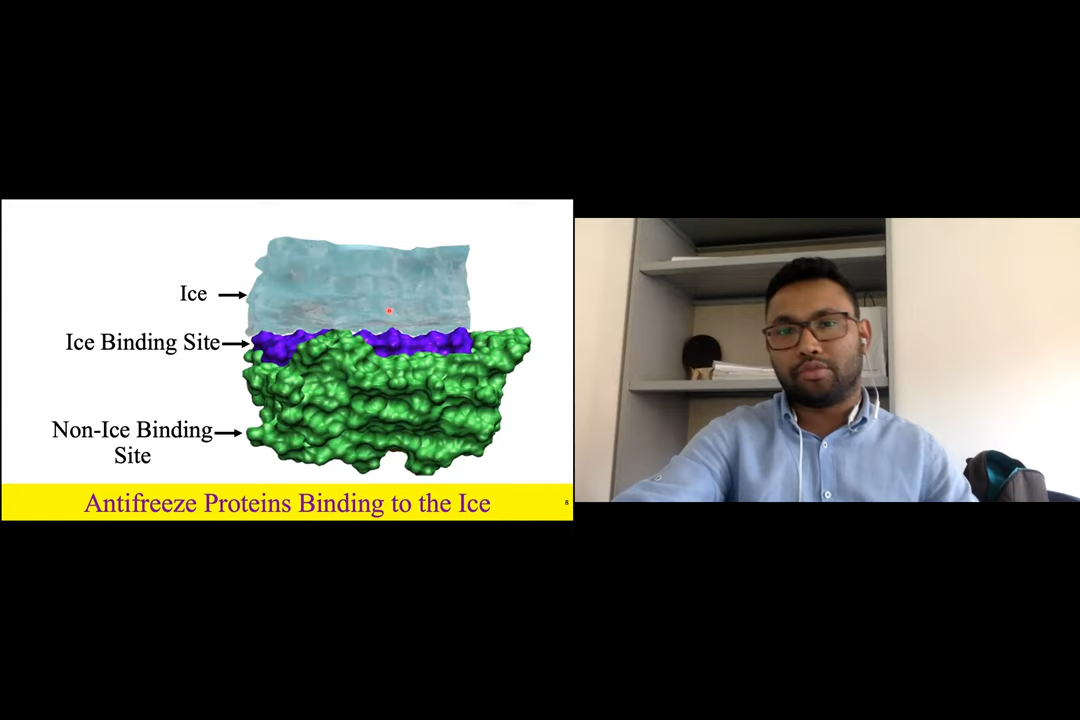 Ice
Ice Binding Site
Non-Ice Binding
Site
Antifreeze Proteins Binding to the Ice
8